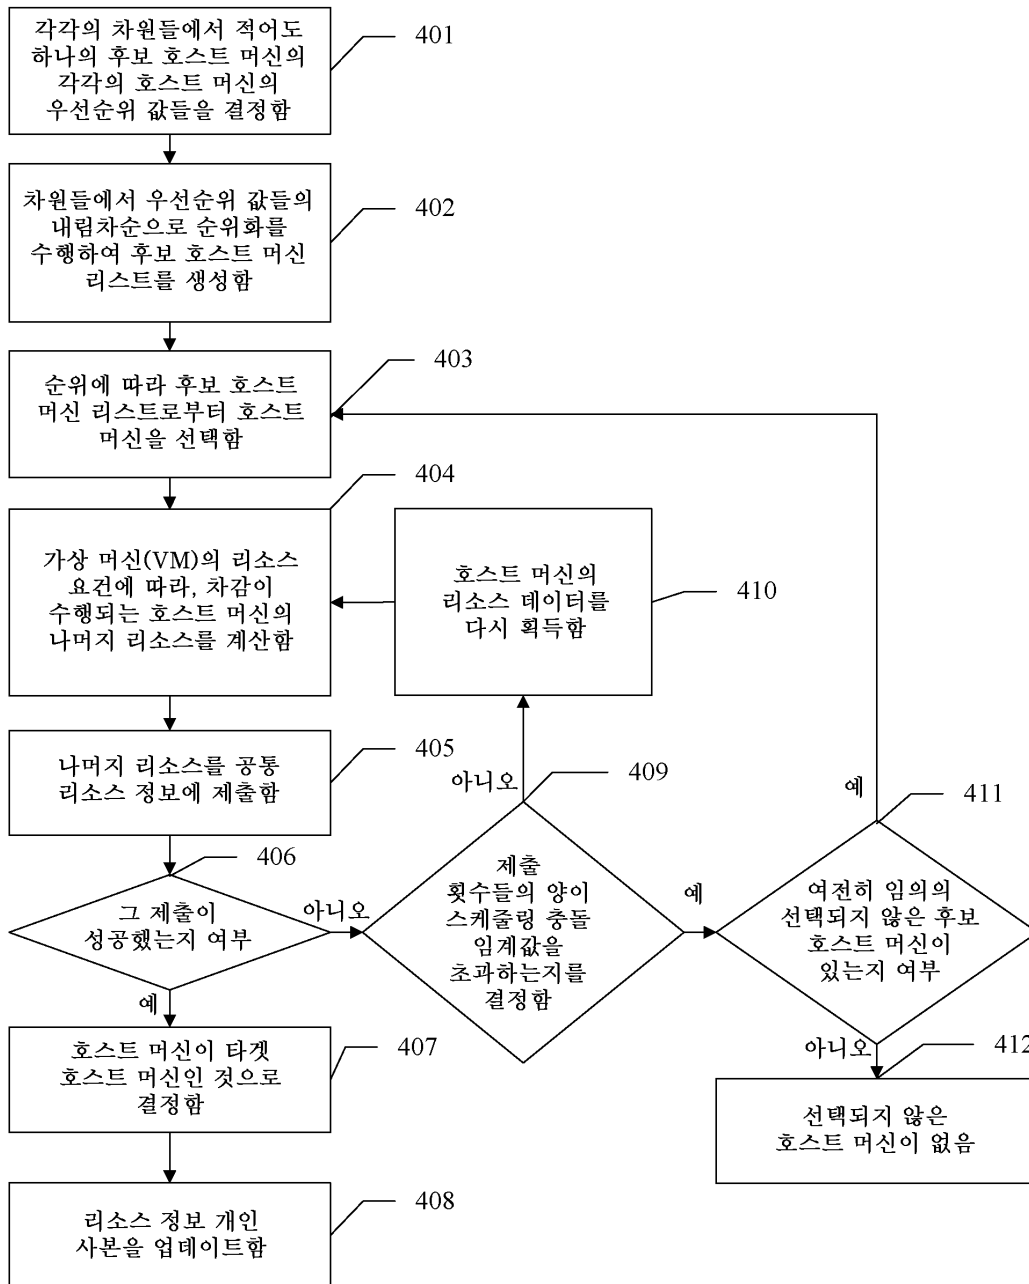 각각의 차원들에서 적어도
하나의 후보 호스트 머신의
각각의 호스트 머신의
우선순위 값들을 결정함
401
차원들에서 우선순위 값들의
내림차순으로 순위화를
수행하여 후보 호스트 머신
리스트를 생성함
402
순위에 따라 후보 호스트
머신 리스트로부터 호스트
머신을 선택함
403
가상 머신(VM)의 리소스
요건에 따라, 차감이
수행되는 호스트 머신의
나머지 리소스를 계산함
404
호스트 머신의
리소스 데이터를
다시 획득함
410
나머지 리소스를 공통
리소스 정보에 제출함
405
그 제출이
성공했는지 여부
406
아니오
예
제출
횟수들의 양이
스케줄링 충돌
임계값을
초과하는지를
결정함
409
아니오
예
여전히 임의의
선택되지 않은 후보
호스트 머신이
있는지 여부
411
예
아니오
호스트 머신이 타겟
호스트 머신인 것으로
결정함
407
선택되지 않은
호스트 머신이 없음
412
리소스 정보 개인
사본을 업데이트함
408